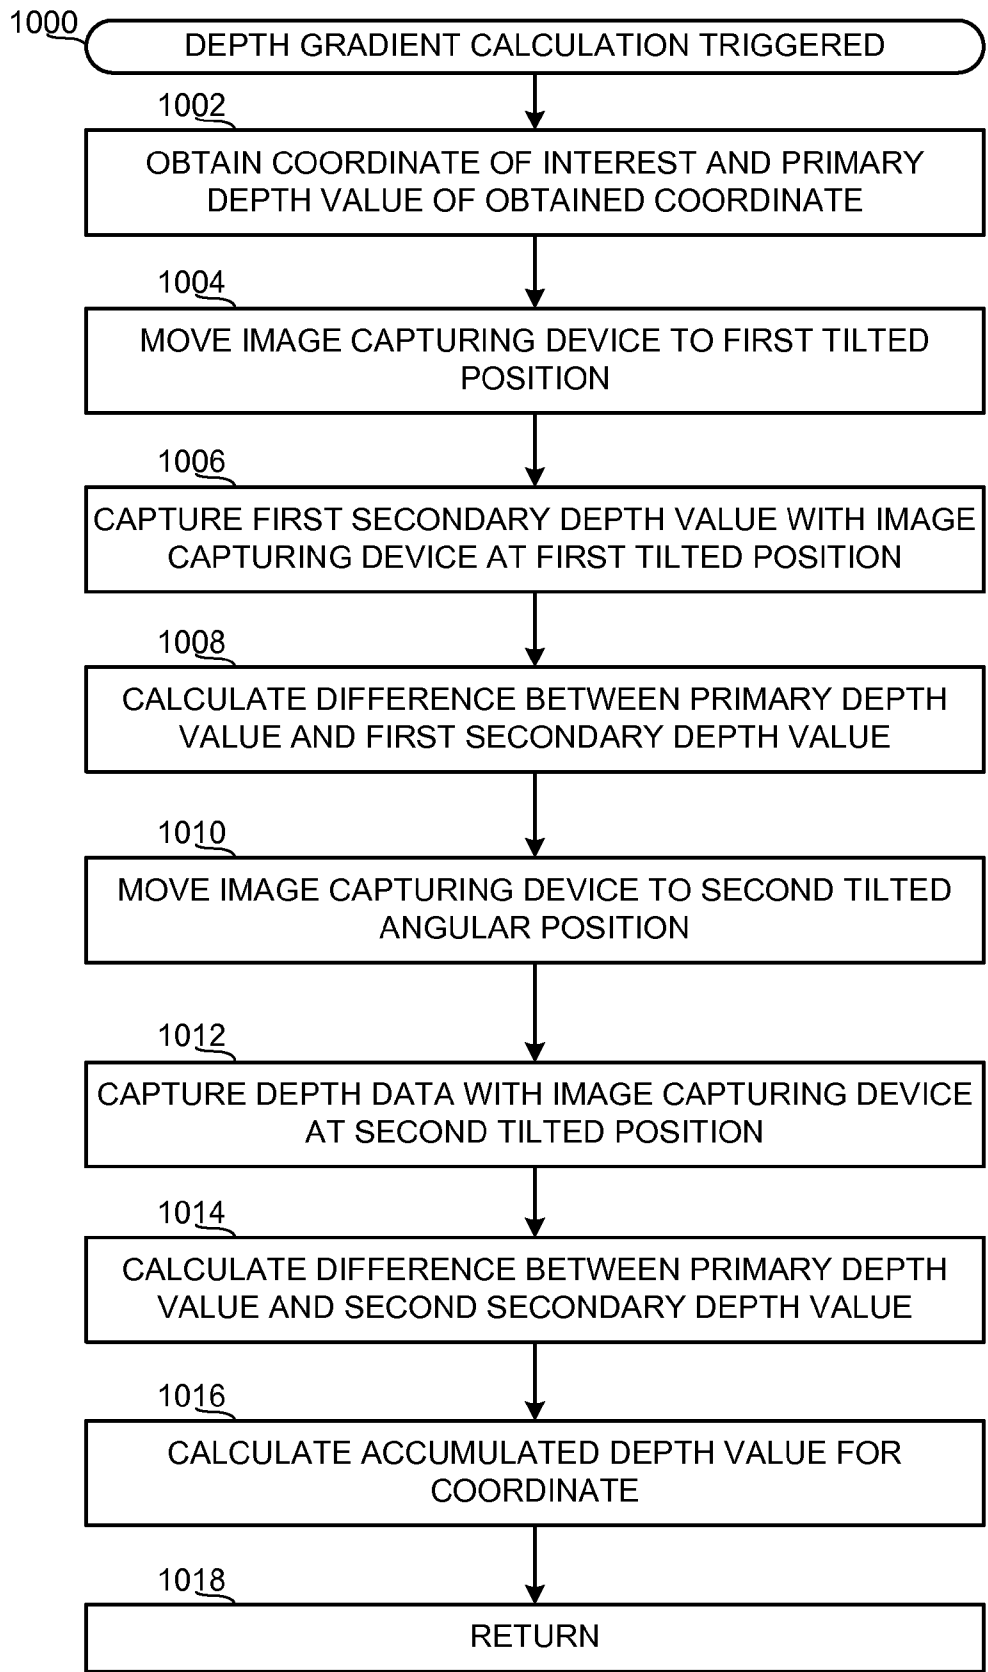 1000
DEPTH GRADIENT CALCULATION TRIGGERED
1002
OBTAIN COORDINATE OF INTEREST AND PRIMARY
DEPTH VALUE OF OBTAINED COORDINATE
1004
MOVE IMAGE CAPTURING DEVICE TO FIRST TILTED
POSITION
1006
CAPTURE FIRST SECONDARY DEPTH VALUE WITH IMAGE
CAPTURING DEVICE AT FIRST TILTED POSITION
1008
CALCULATE DIFFERENCE BETWEEN PRIMARY DEPTH
VALUE AND FIRST SECONDARY DEPTH VALUE
1010
MOVE IMAGE CAPTURING DEVICE TO SECOND TILTED
ANGULAR POSITION
1012
CAPTURE DEPTH DATA WITH IMAGE CAPTURING DEVICE
AT SECOND TILTED POSITION
1014
CALCULATE DIFFERENCE BETWEEN PRIMARY DEPTH
VALUE AND SECOND SECONDARY DEPTH VALUE
1016
CALCULATE ACCUMULATED DEPTH VALUE FOR
COORDINATE
1018
RETURN